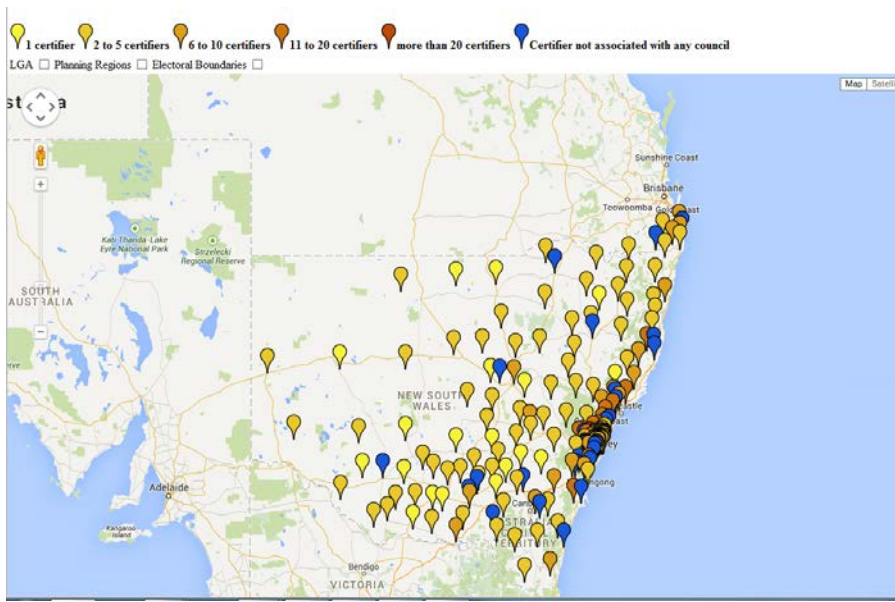 1 certifier 2 to 5 certifiers 6 to 10 certifiers 11 to 20 certifiers more than 20 certifiers Certifier not associated with any council
LGA Planning Regions Electoral Boundaries
Map Satelli
Sunshine Coast
Brisbane
Toowoomba
Kati Thanda-Lake
Eyre National Park
Strzelecki
Regional Reserve
SOUTH
AUSTRALIA
NEW SOUTH
WALES
Adelaide
Kangaroo
Island
Bendigo
VICTORIA